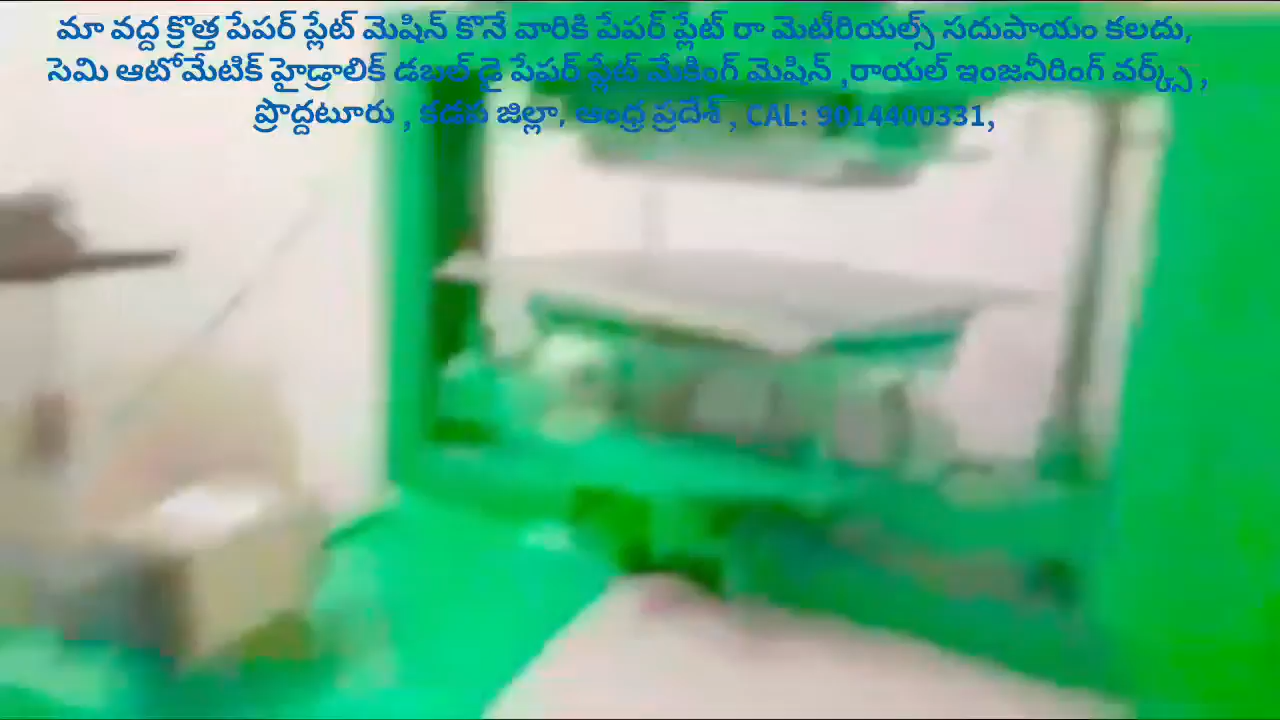 మా వద్ద క్రొత్త పేపర్ ప్లేట్ మెషిన్ కొనే వారికి పేపర్ ప్లేట్ రా మెటీరియల్స్ సదుపాయం కలదు,
సెమి ఆటోమేటిక్ హైడ్రాలిక్ డబల్ డై పేపర్ ప్లేట్ మేకింగ్ మెషిన్ ,రాయల్ ఇంజనీరింగ్ వర్క్స్ ,
ప్రొద్దటూరు , కడప జిల్లా, ఆంధ్ర ప్రదేశ్ , CAL: 9014400331,